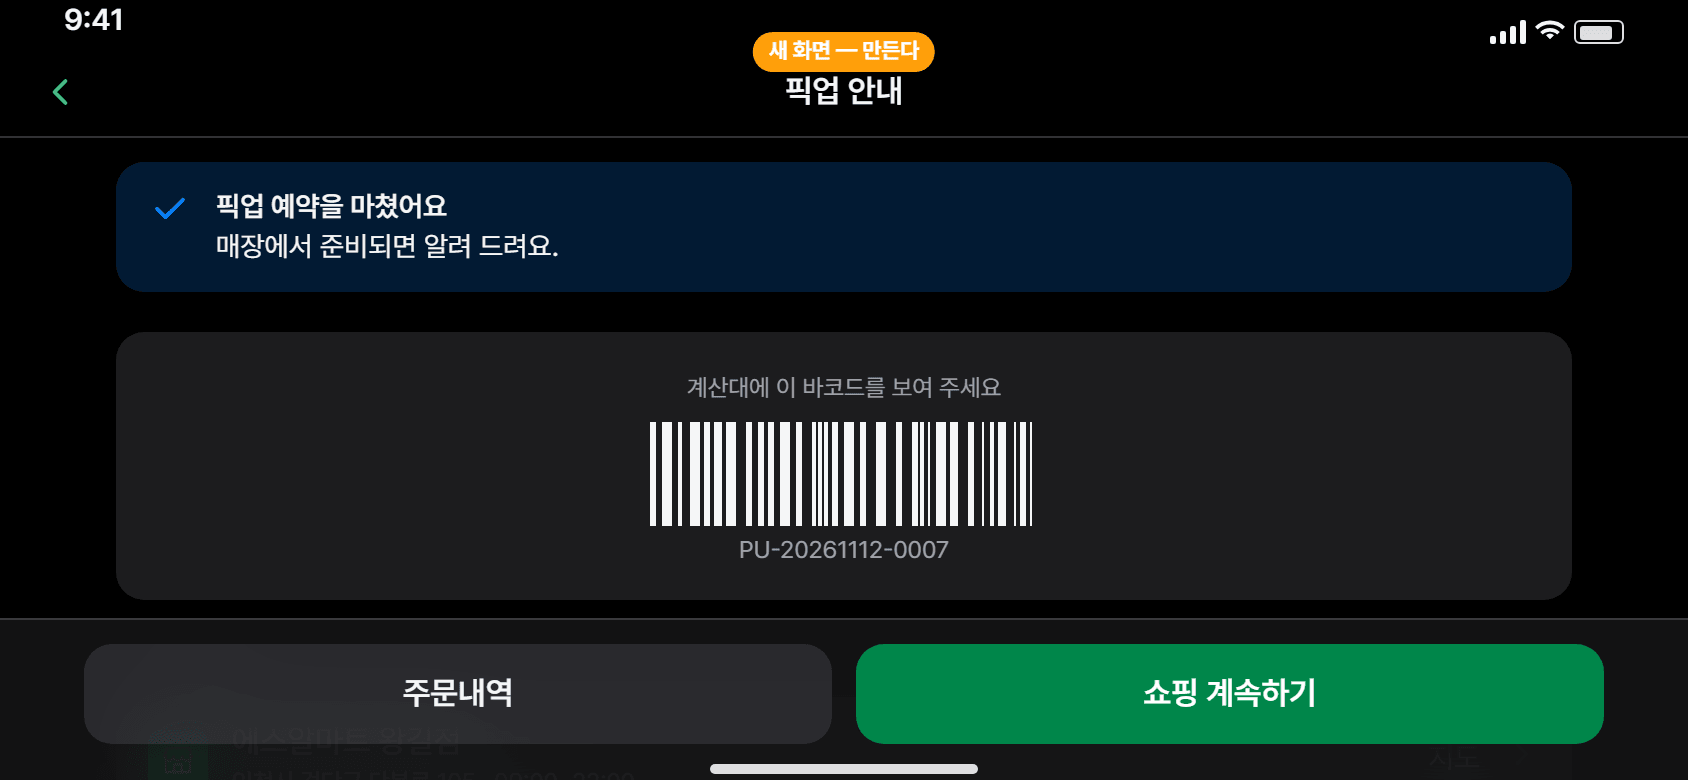 9:41
새 화면 — 만든다
픽업 안내
픽업 예약을 마쳤어요
매장에서 준비되면 알려 드려요.
계산대에 이 바코드를 보여 주세요
PU-20261112-0007
주문내역
쇼핑 계속하기
지도